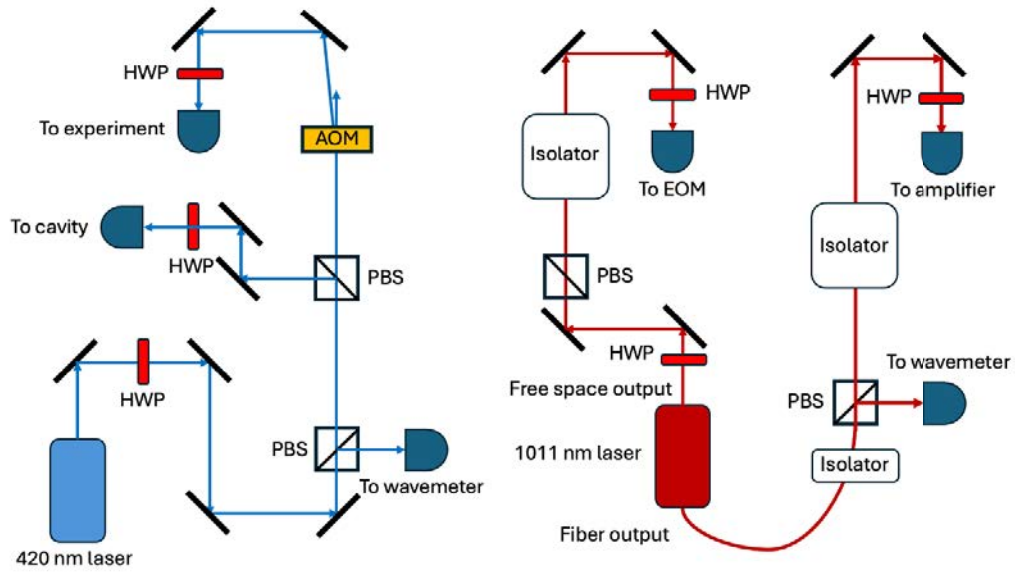 HWP
To experiment
AOM
To cavity
HWP
PBS
HWP
PBS
To wavemeter
420 nm laser
HWP
Isolator
To EOM
PBS
HWP
Free space output
1011 nm laser
Fiber output
HWP
To amplifier
Isolator
To wavemeter
PBS
Isolator